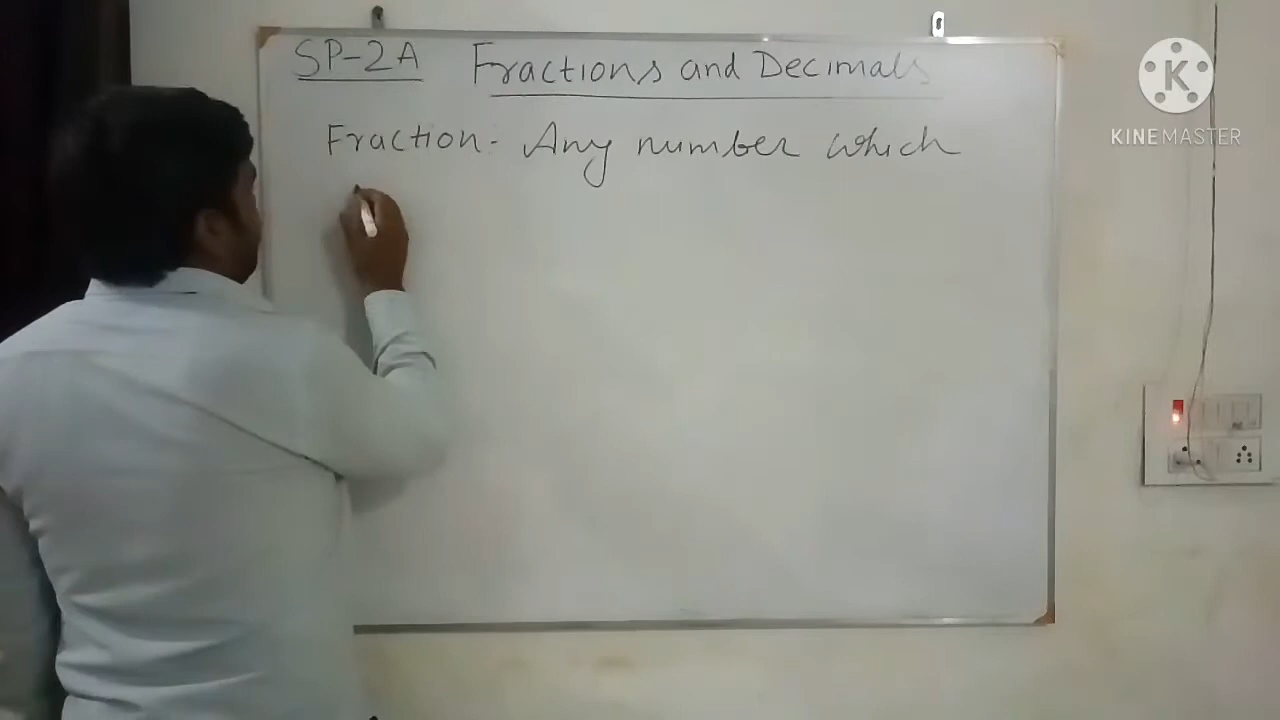 SP-2A Fractions and Decimals
Fraction:- Any number which
K
KINEMASTER